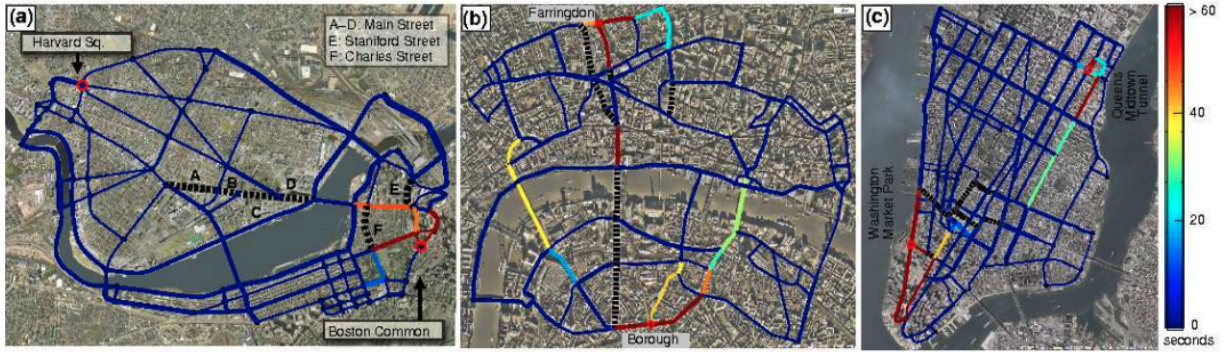 (a)
Harvard Sq.
A–D: Main Street
E: Staniford Street
F: Charles Street
A
B
C
D
E
F
Boston Common
(b)
Farringdon
Borough
(c)
Queens
Midtown
Tunnel
Washington
Market Park
> 60
40
20
0
seconds